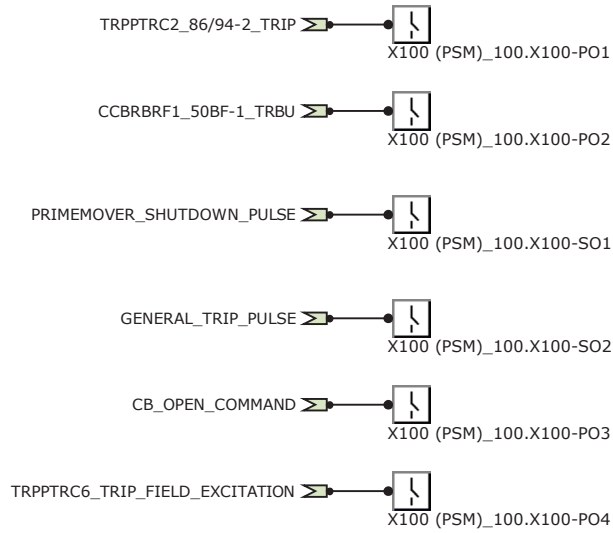 TRPPTRC2_86/94-2_TRIP
X100 (PSM)_100.X100-PO1
CCBRBRF1_50BF-1_TRBU
X100 (PSM)_100.X100-PO2
PRIMEMOVER_SHUTDOWN_PULSE
X100 (PSM)_100.X100-SO1
GENERAL_TRIP_PULSE
X100 (PSM)_100.X100-SO2
CB_OPEN_COMMAND
X100 (PSM)_100.X100-PO3
TRPPTRC6_TRIP_FIELD_EXCITATION
X100 (PSM)_100.X100-PO4